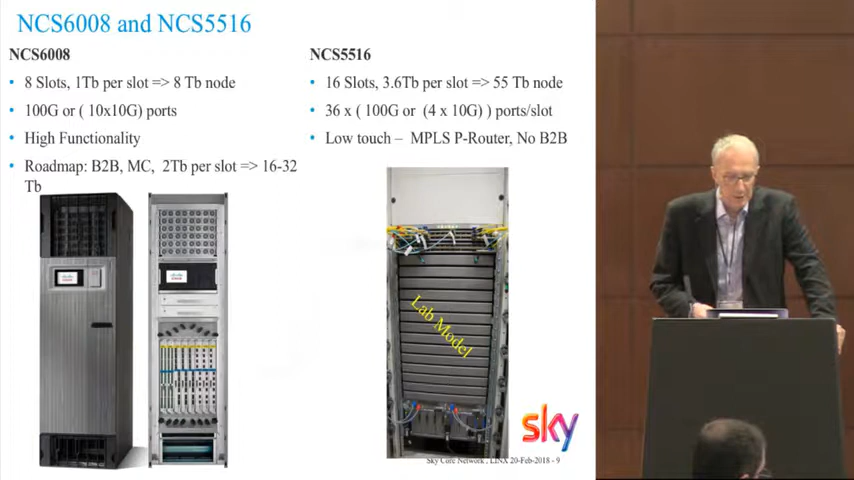 NCS6008 and NCS5516
NCS6008
• 8 Slots, 1Tb per slot => 8 Tb node
• 100G or ( 10x10G) ports
• High Functionality
• Roadmap: B2B, MC, 2Tb per slot => 16-32
Tb
NCS5516
• 16 Slots, 3.6Tb per slot => 55 Tb node
• 36 x ( 100G or (4 x 10G) ) ports/slot
• Low touch – MPLS P-Router, No B2B
Lab Model
sky
Sky Core Network , LINX 20-Feb-2018 - 9